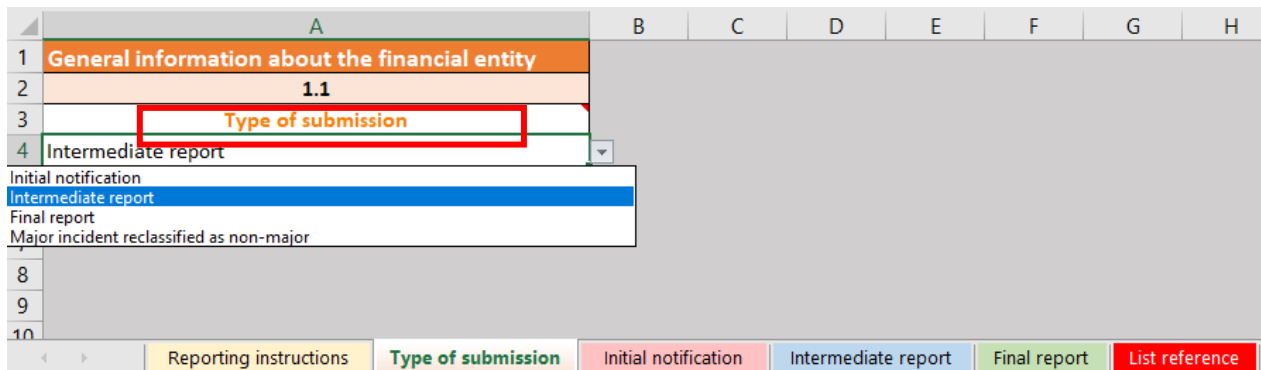 A B C D E F G H
1 General information about the financial entity
2 1.1
3 Type of submission
4 Intermediate report
Initial notification
Intermediate report
Final report
Major incident reclassified as non-major
8
9
10
Reporting instructions Type of submission Initial notification Intermediate report Final report List reference